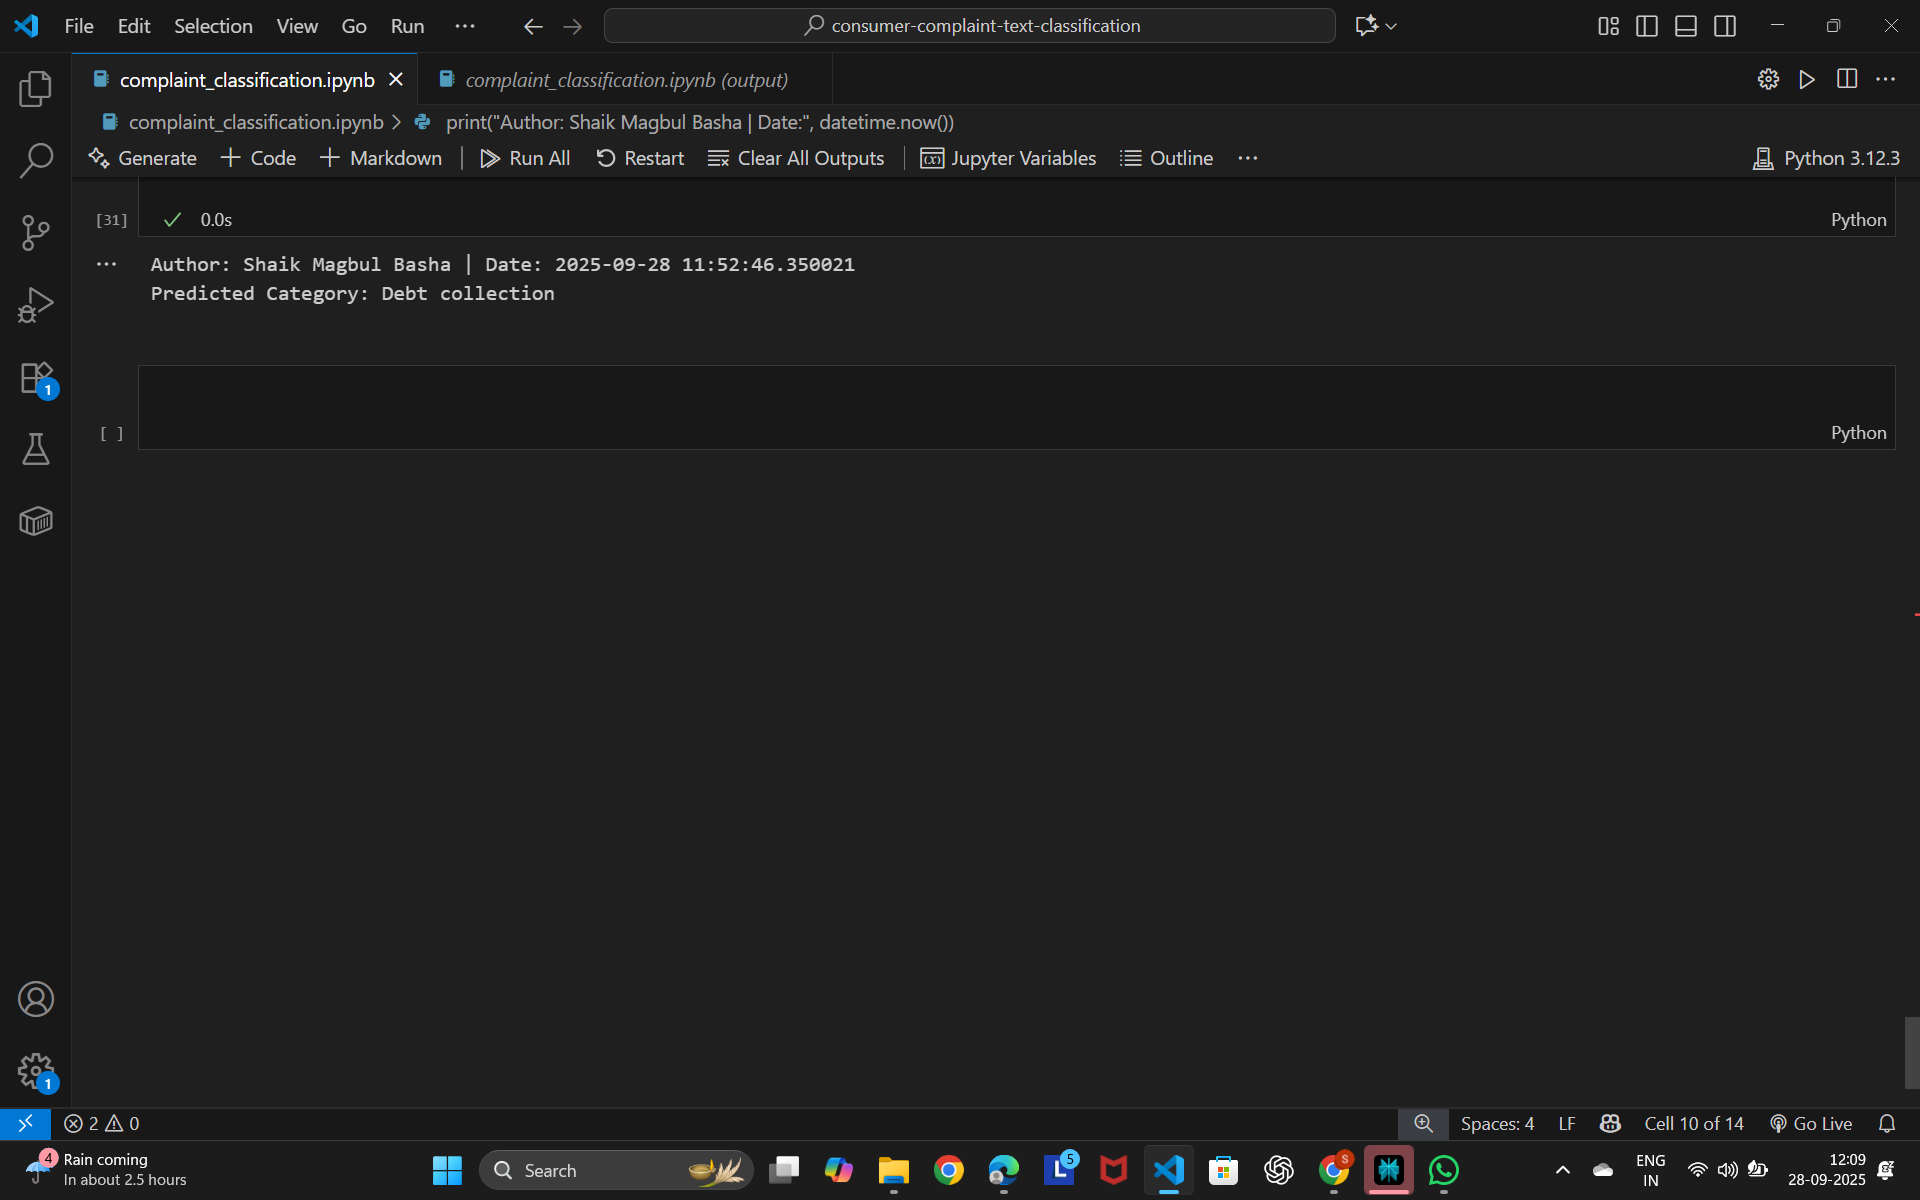 File Edit Selection View Go Run ···
consumer-complaint-text-classification
complaint_classification.ipynb
complaint_classification.ipynb (output)
complaint_classification.ipynb > print("Author: Shaik Magbul Basha | Date:", datetime.now())
Generate + Code + Markdown | Run All Restart Clear All Outputs | Jupyter Variables Outline ··· Python 3.12.3
[31] ✓ 0.0s Python
··· Author: Shaik Magbul Basha | Date: 2025-09-28 11:52:46.350021
Predicted Category: Debt collection
1
[ ] Python
1
2 0 Spaces: 4 LF Cell 10 of 14 Go Live
4 Rain coming
In about 2.5 hours
Search
L 5
S
ENG
IN
12:09
28-09-2025